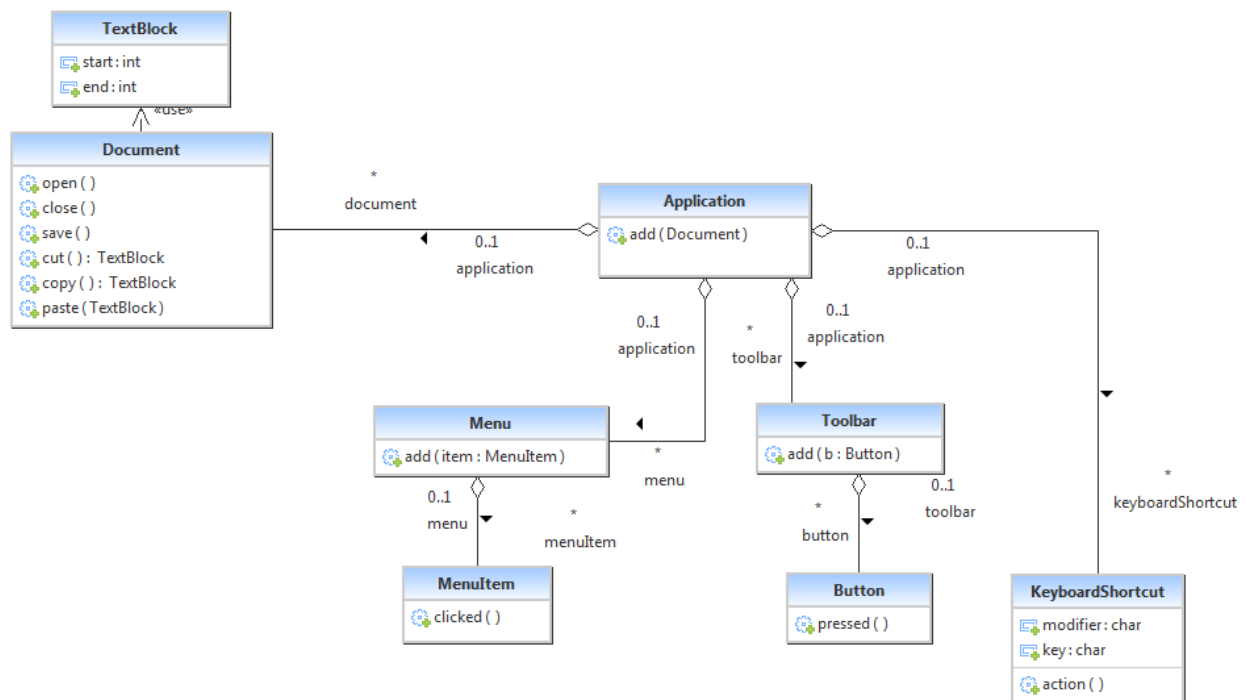 TextBlock
start : int
end : int
«use»
Document
open ( )
close ( )
save ( )
cut ( ) : TextBlock
copy ( ) : TextBlock
paste ( TextBlock )
*
document
0..1
application
Application
add ( Document )
0..1
application
0..1
application
*
toolbar
0..1
application
Menu
add ( item : MenuItem )
*
menu
0..1
menu
*
menuItem
MenuItem
clicked ( )
Toolbar
add ( b : Button )
0..1
toolbar
*
button
Button
pressed ( )
*
keyboardShortcut
KeyboardShortcut
modifier : char
key : char
action ( )